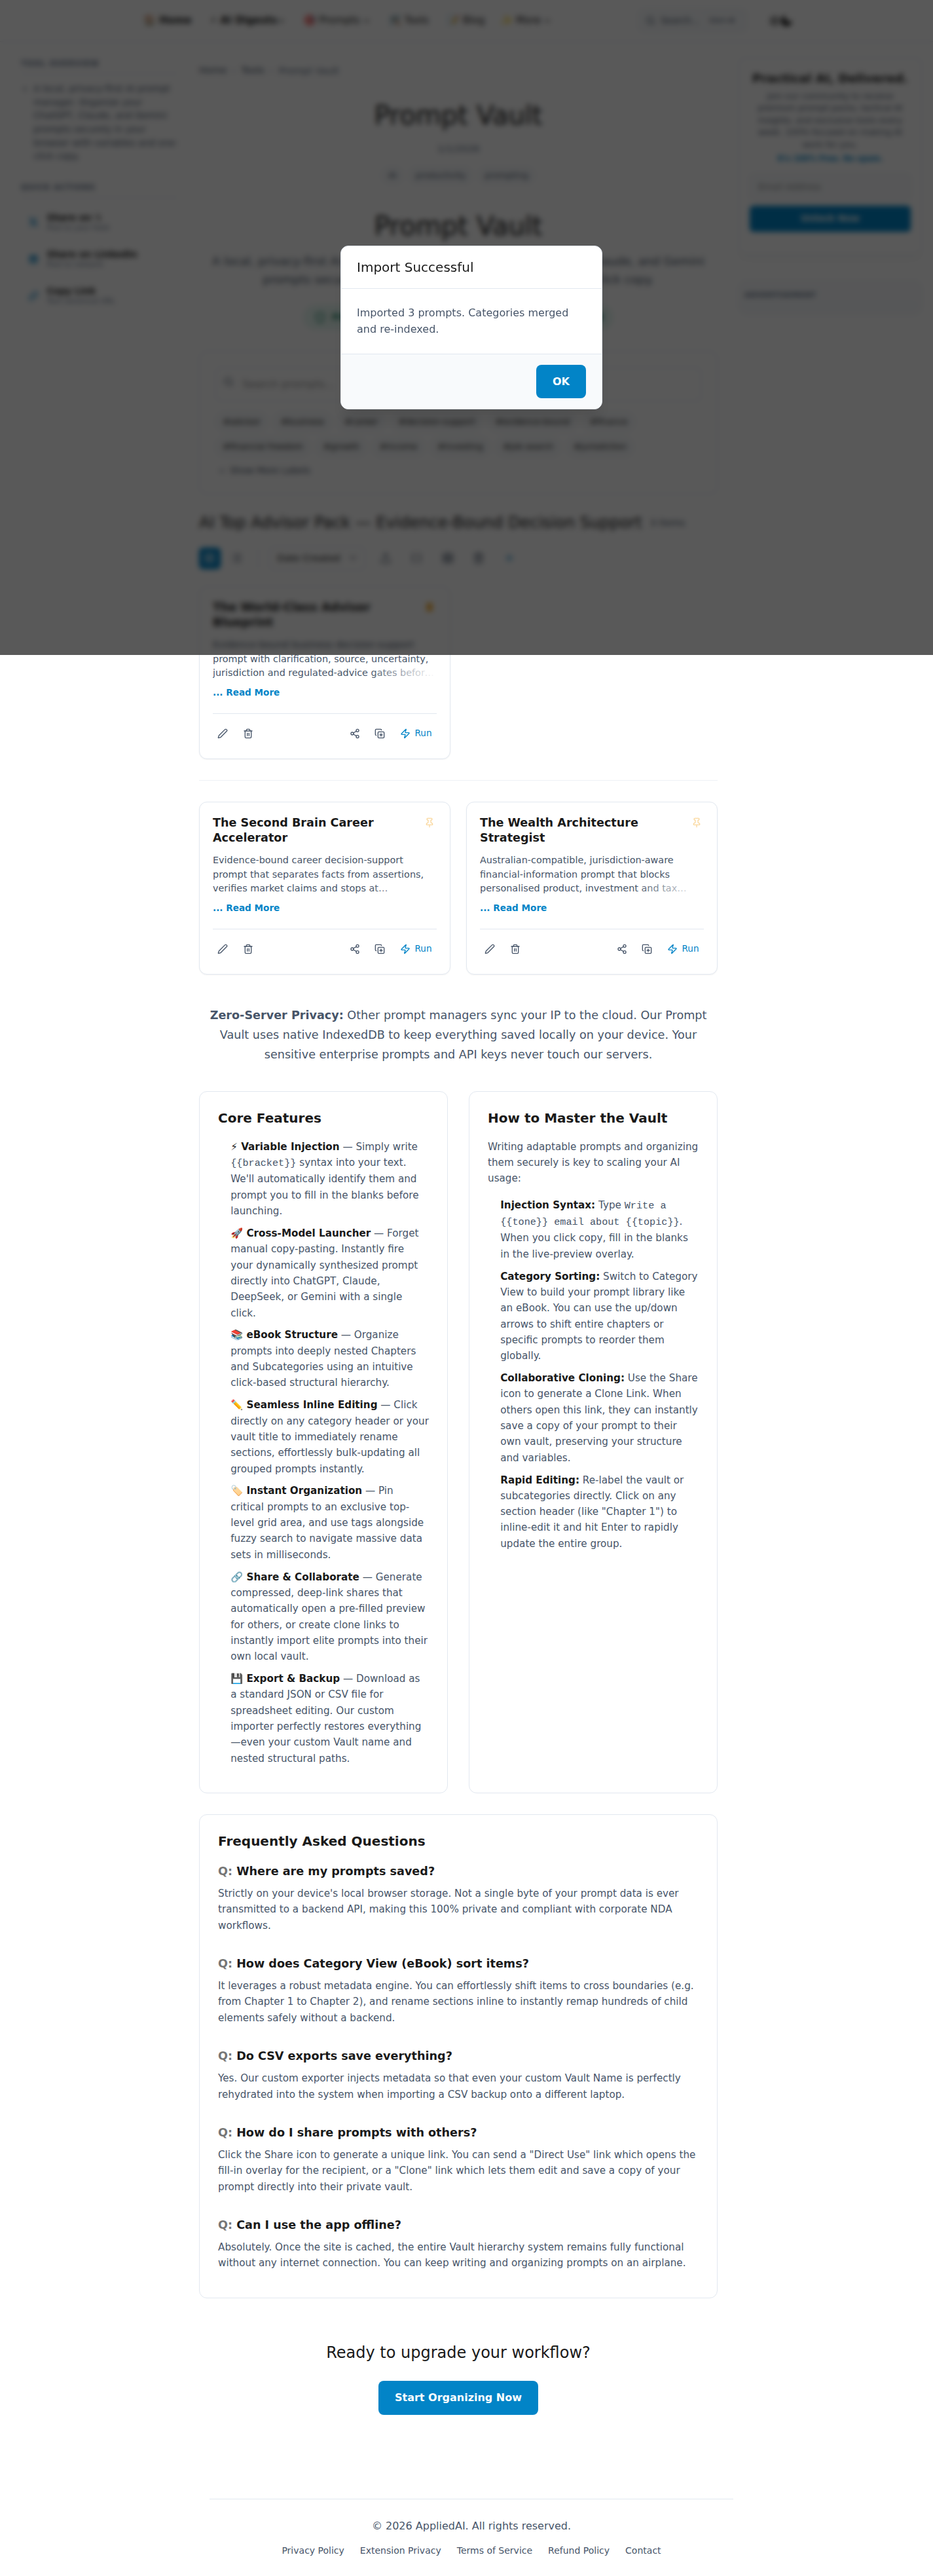 Home
AI Digests
Prompts
Tools
Blog
More
Home
Tools
Prompt Vault
Practical AI, Delivered.
Prompt Vault
Prompt Vault
Share on X
Share on LinkedIn
Copy Link
Import Successful
Imported 3 prompts. Categories merged
and re-indexed.
OK
Search prompts...
Show More Labels
AI Top Advisor Pack — Evidence-Bound Decision Support
The World-Class Adviser
Blueprint
Evidence-bound business decision-support
prompt with clarification, source, uncertainty,
jurisdiction and regulated-advice gates befor...
... Read More
Run
The Second Brain Career
Accelerator
Evidence-bound career decision-support
prompt that separates facts from assertions,
verifies market claims and stops at...
... Read More
Run
The Wealth Architecture
Strategist
Australian-compatible, jurisdiction-aware
financial-information prompt that blocks
personalised product, investment and tax...
... Read More
Run
Zero-Server Privacy: Other prompt managers sync your IP to the cloud. Our Prompt
Vault uses native IndexedDB to keep everything saved locally on your device. Your
sensitive enterprise prompts and API keys never touch our servers.
Core Features
⚡ Variable Injection — Simply write
{{bracket}} syntax into your text.
We'll automatically identify them and
prompt you to fill in the blanks before
launching.
🚀 Cross-Model Launcher — Forget
manual copy-pasting. Instantly fire
your dynamically synthesized prompt
directly into ChatGPT, Claude,
DeepSeek, or Gemini with a single
click.
📚 eBook Structure — Organize
prompts into deeply nested Chapters
and Subcategories using an intuitive
click-based structural hierarchy.
✏️ Seamless Inline Editing — Click
directly on any category header or your
vault title to immediately rename
sections, effortlessly bulk-updating all
grouped prompts instantly.
🏷️ Instant Organization — Pin
critical prompts to an exclusive top-
level grid area, and use tags alongside
fuzzy search to navigate massive data
sets in milliseconds.
🔗 Share & Collaborate — Generate
compressed, deep-link shares that
automatically open a pre-filled preview
for others, or create clone links to
instantly import elite prompts into their
own local vault.
💾 Export & Backup — Download as
a standard JSON or CSV file for
spreadsheet editing. Our custom
importer perfectly restores everything
—even your custom Vault name and
nested structural paths.
How to Master the Vault
Writing adaptable prompts and organizing
them securely is key to scaling your AI
usage:
Injection Syntax: Type Write a
{{tone}} email about {{topic}}.
When you click copy, fill in the blanks
in the live-preview overlay.
Category Sorting: Switch to Category
View to build your prompt library like
an eBook. You can use the up/down
arrows to shift entire chapters or
specific prompts to reorder them
globally.
Collaborative Cloning: Use the Share
icon to generate a Clone Link. When
others open this link, they can instantly
save a copy of your prompt to their
own vault, preserving your structure
and variables.
Rapid Editing: Re-label the vault or
subcategories directly. Click on any
section header (like "Chapter 1") to
inline-edit it and hit Enter to rapidly
update the entire group.
Frequently Asked Questions
Q: Where are my prompts saved?
Strictly on your device's local browser storage. Not a single byte of your prompt data is ever
transmitted to a backend API, making this 100% private and compliant with corporate NDA
workflows.
Q: How does Category View (eBook) sort items?
It leverages a robust metadata engine. You can effortlessly shift items to cross boundaries (e.g.
from Chapter 1 to Chapter 2), and rename sections inline to instantly remap hundreds of child
elements safely without a backend.
Q: Do CSV exports save everything?
Yes. Our custom exporter injects metadata so that even your custom Vault Name is perfectly
rehydrated into the system when importing a CSV backup onto a different laptop.
Q: How do I share prompts with others?
Click the Share icon to generate a unique link. You can send a "Direct Use" link which opens the
fill-in overlay for the recipient, or a "Clone" link which lets them edit and save a copy of your
prompt directly into their private vault.
Q: Can I use the app offline?
Absolutely. Once the site is cached, the entire Vault hierarchy system remains fully functional
without any internet connection. You can keep writing and organizing prompts on an airplane.
Ready to upgrade your workflow?
Start Organizing Now
© 2026 AppliedAI. All rights reserved.
Privacy Policy
Extension Privacy
Terms of Service
Refund Policy
Contact